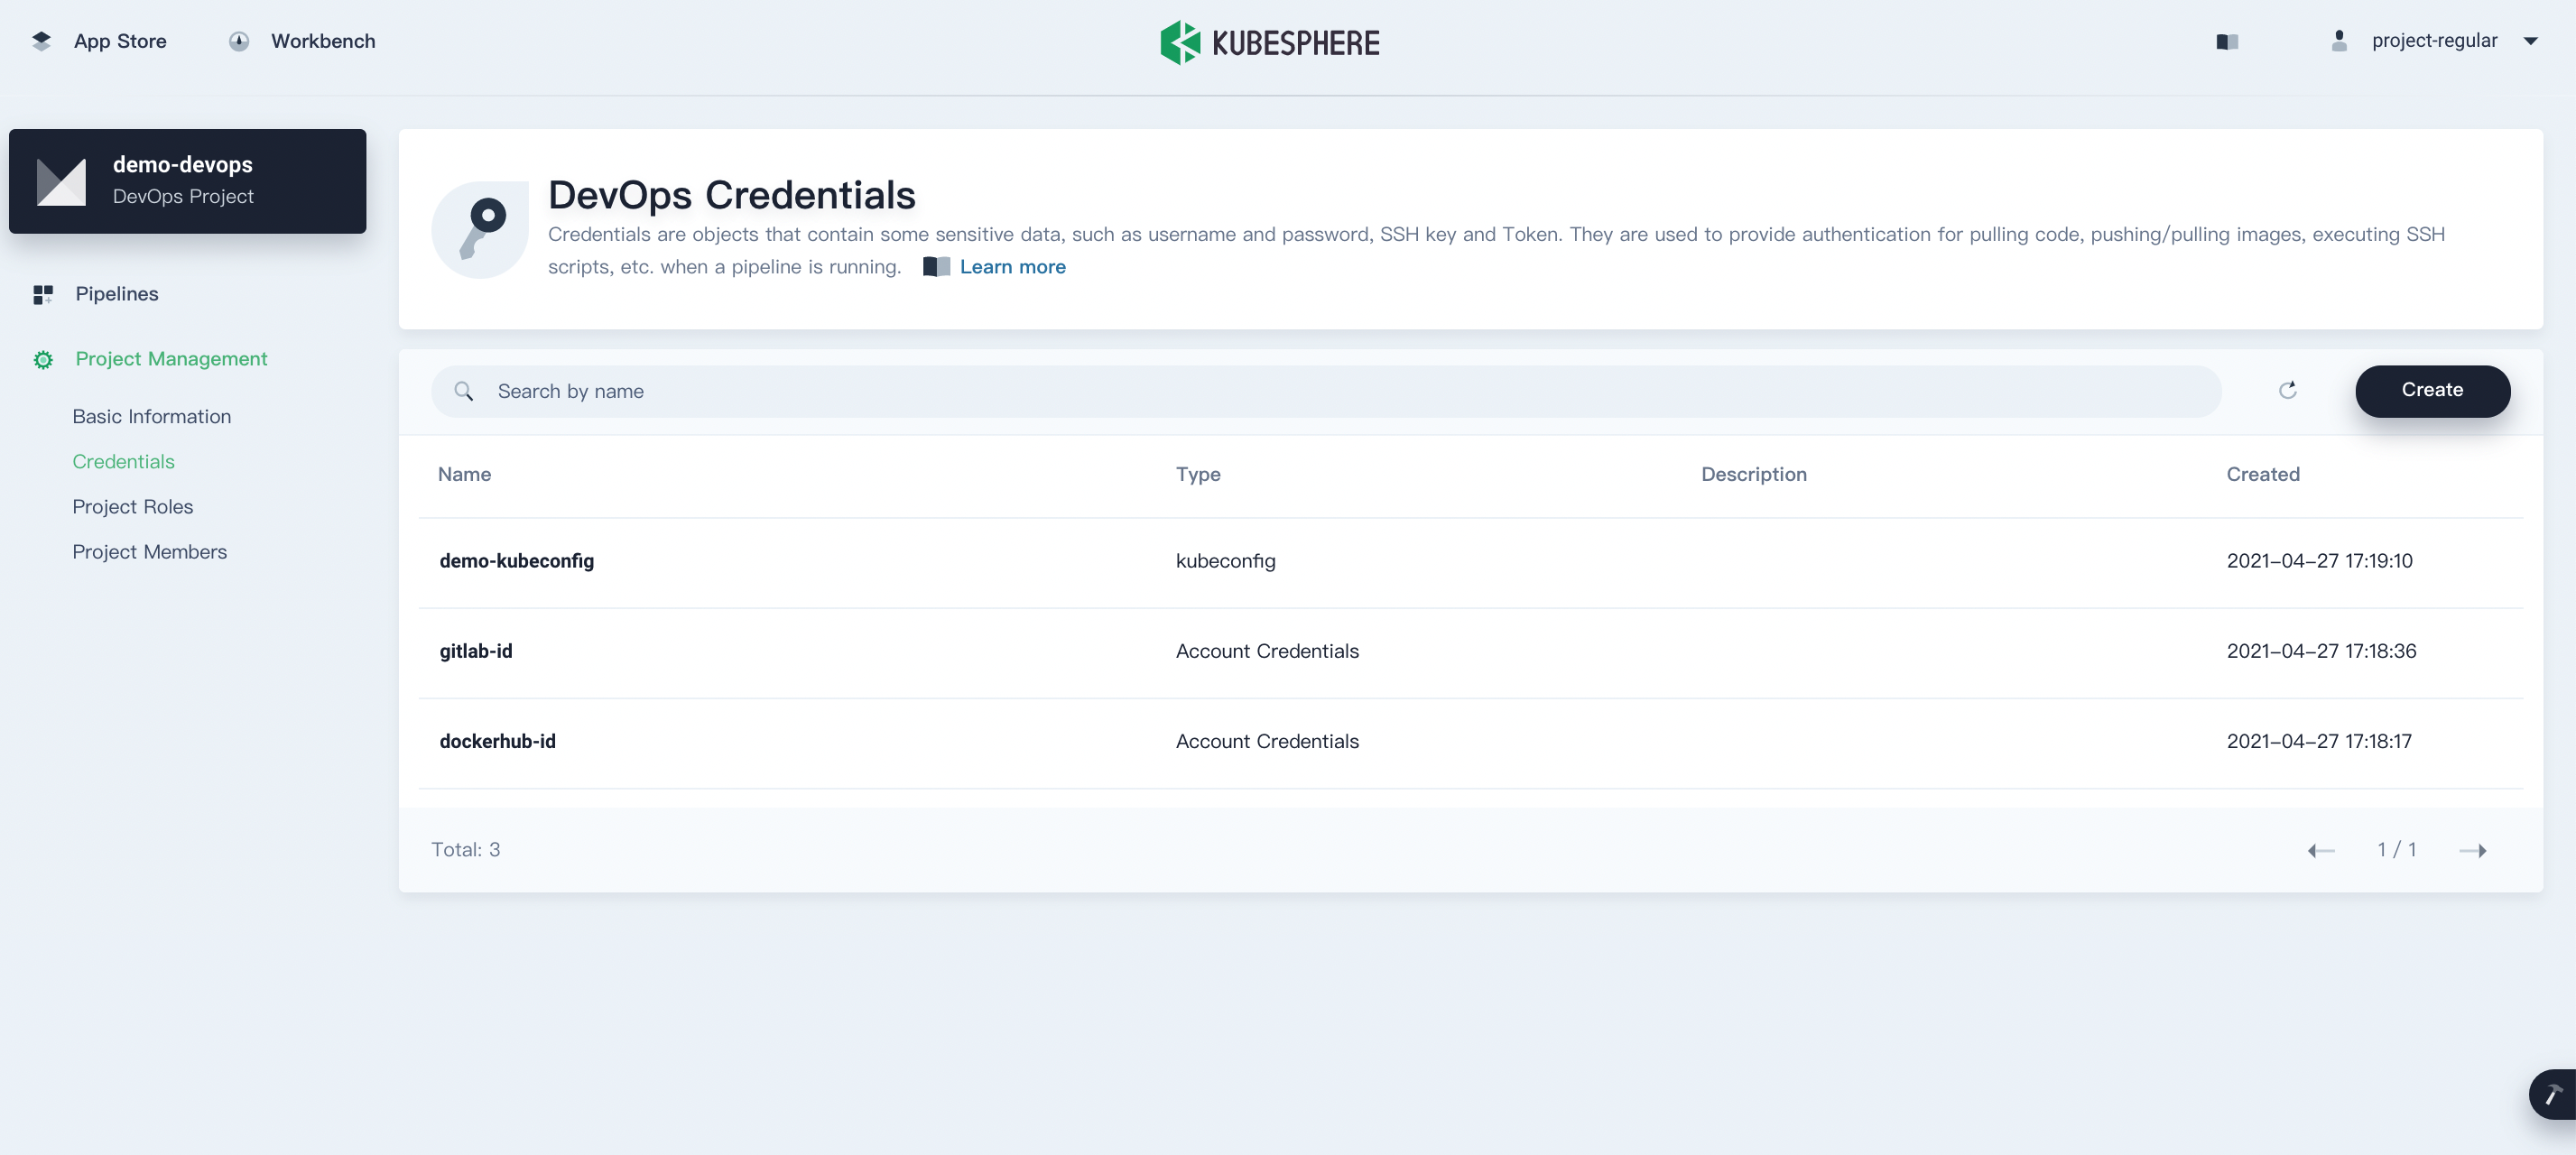 App Store
Workbench
KUBESPHERE
project-regular
demo-devops
DevOps Project
Pipelines
Project Management
Basic Information
Credentials
Project Roles
Project Members
DevOps Credentials
Credentials are objects that contain some sensitive data, such as username and password, SSH key and Token. They are used to provide authentication for pulling code, pushing/pulling images, executing SSH
scripts, etc. when a pipeline is running. Learn more
Search by name
Create
Name Type Description Created
demo-kubeconfig kubeconfig 2021-04-27 17:19:10
gitlab-id Account Credentials 2021-04-27 17:18:36
dockerhub-id Account Credentials 2021-04-27 17:18:17
Total: 3
1 / 1